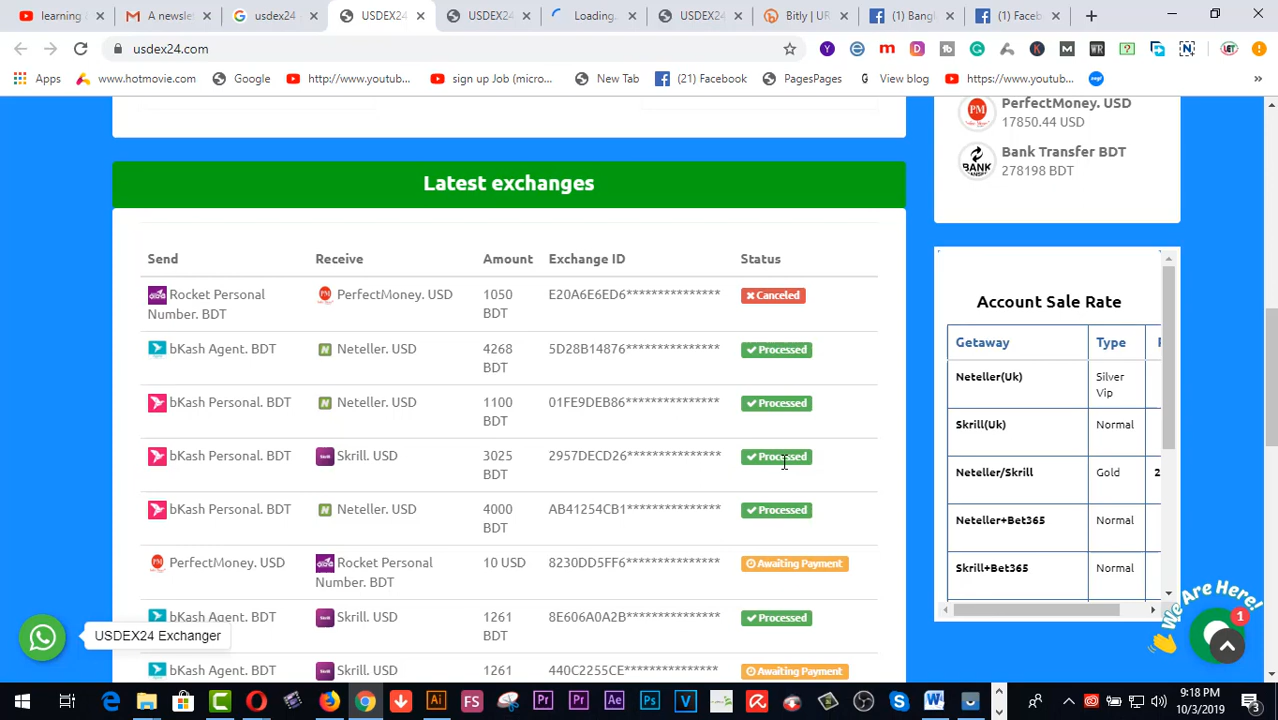 learning t
A newsle
usdex24
USDEX24
USDEX24
Loading..
USDEX24
Bitly | UR
(1) Bang
(1) Face
usdex24.com
Apps
www.hotmovie.com
Google
http://www.youtub...
sign up Job (micro...
New Tab
(21) Facebook
PagesPages
View blog
https://www.youtub...
PerfectMoney. USD
17850.44 USD
Bank Transfer BDT
278198 BDT
Latest exchanges
Send Receive Amount Exchange ID Status
Rocket Personal Number. BDT PerfectMoney. USD 1050 BDT E20A6E6ED6*************** Canceled
bKash Agent. BDT Neteller. USD 4268 BDT 5D28B14876*************** Processed
bKash Personal. BDT Neteller. USD 1100 BDT 01FE9DEB86*************** Processed
bKash Personal. BDT Skrill. USD 3025 BDT 2957DECD26*************** Processed
bKash Personal. BDT Neteller. USD 4000 BDT AB41254CB1*************** Processed
PerfectMoney. USD Rocket Personal Number. BDT 10 USD 8230DD5FF6*************** Awaiting Payment
bKash Agent. BDT Skrill. USD 1261 BDT 8E606A0A2B*************** Processed
bKash Agent. BDT Skrill. USD 1261 440C2255CE*************** Awaiting Payment
Account Sale Rate
Getaway Type
Neteller(Uk) Silver Vip
Skrill(Uk) Normal
Neteller/Skrill Gold 2
Neteller+Bet365 Normal
Skrill+Bet365 Normal
We Are Here!
1
USDEX24 Exchanger
9:18 PM
10/3/2019
3